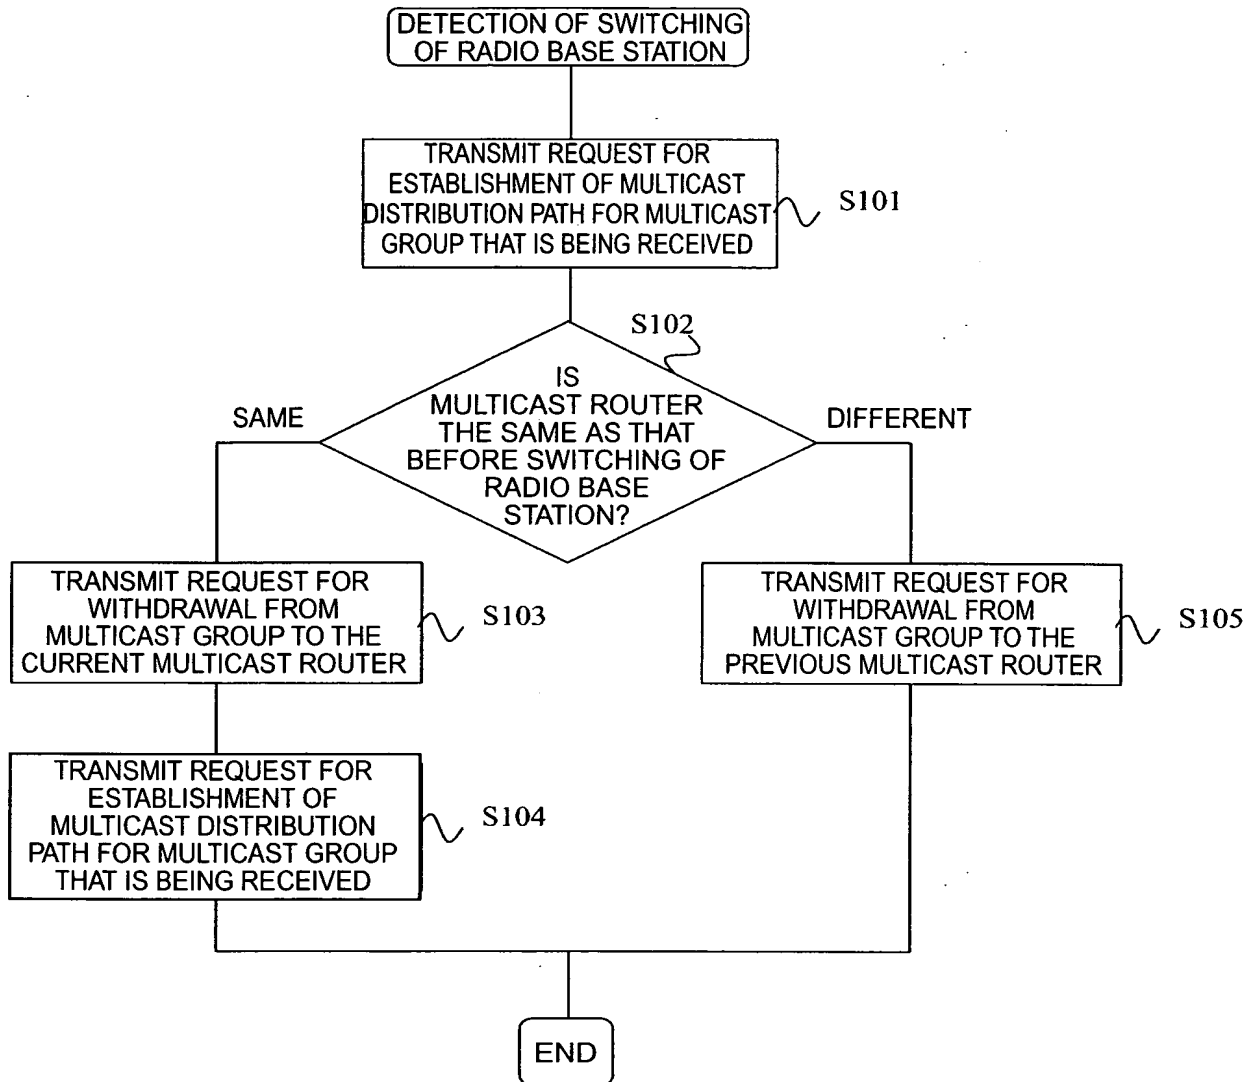 DETECTION OF SWITCHING
OF RADIO BASE STATION
TRANSMIT REQUEST FOR
ESTABLISHMENT OF MULTICAST
DISTRIBUTION PATH FOR MULTICAST
GROUP THAT IS BEING RECEIVED
S101
S102
IS
MULTICAST ROUTER
THE SAME AS THAT
BEFORE SWITCHING OF
RADIO BASE
STATION?
SAME
DIFFERENT
TRANSMIT REQUEST FOR
WITHDRAWAL FROM
MULTICAST GROUP TO THE
CURRENT MULTICAST ROUTER
S103
TRANSMIT REQUEST FOR
WITHDRAWAL FROM
MULTICAST GROUP TO THE
PREVIOUS MULTICAST ROUTER
S105
TRANSMIT REQUEST FOR
ESTABLISHMENT OF
MULTICAST DISTRIBUTION
PATH FOR MULTICAST GROUP
THAT IS BEING RECEIVED
S104
END